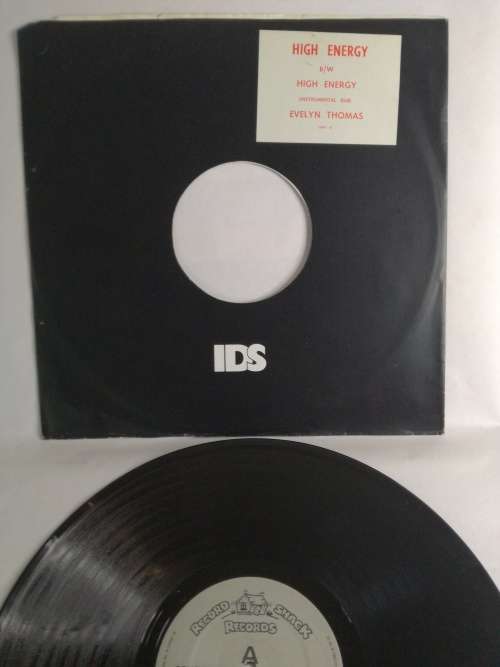 HIGH ENERGY
B/W
HIGH ENERGY
INSTRUMENTAL DUB
EVELYN THOMAS
IDS
RECORD SHACK
RECORDS
A